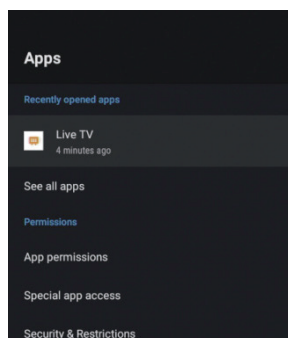 Apps
Recently opened apps
Live TV
4 minutes ago
See all apps
Permissions
App permissions
Special app access
Security & Restrictions